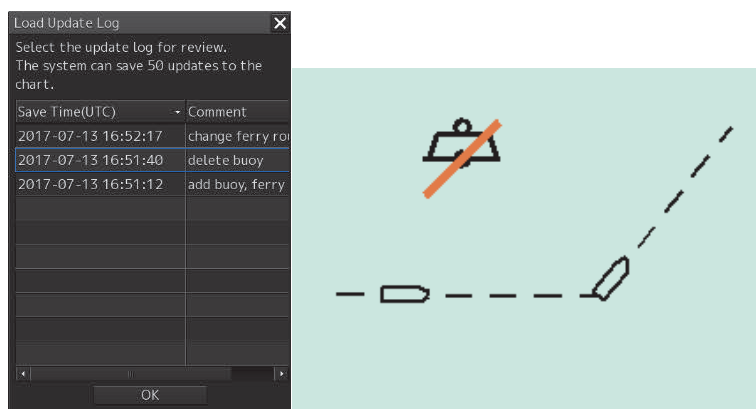 Load Update Log
Select the update log for review.
The system can save 50 updates to the
chart.
Save Time(UTC) Comment
2017-07-13 16:52:17 change ferry
2017-07-13 16:51:40 delete buoy
2017-07-13 16:51:12 add buoy, ferry
OK